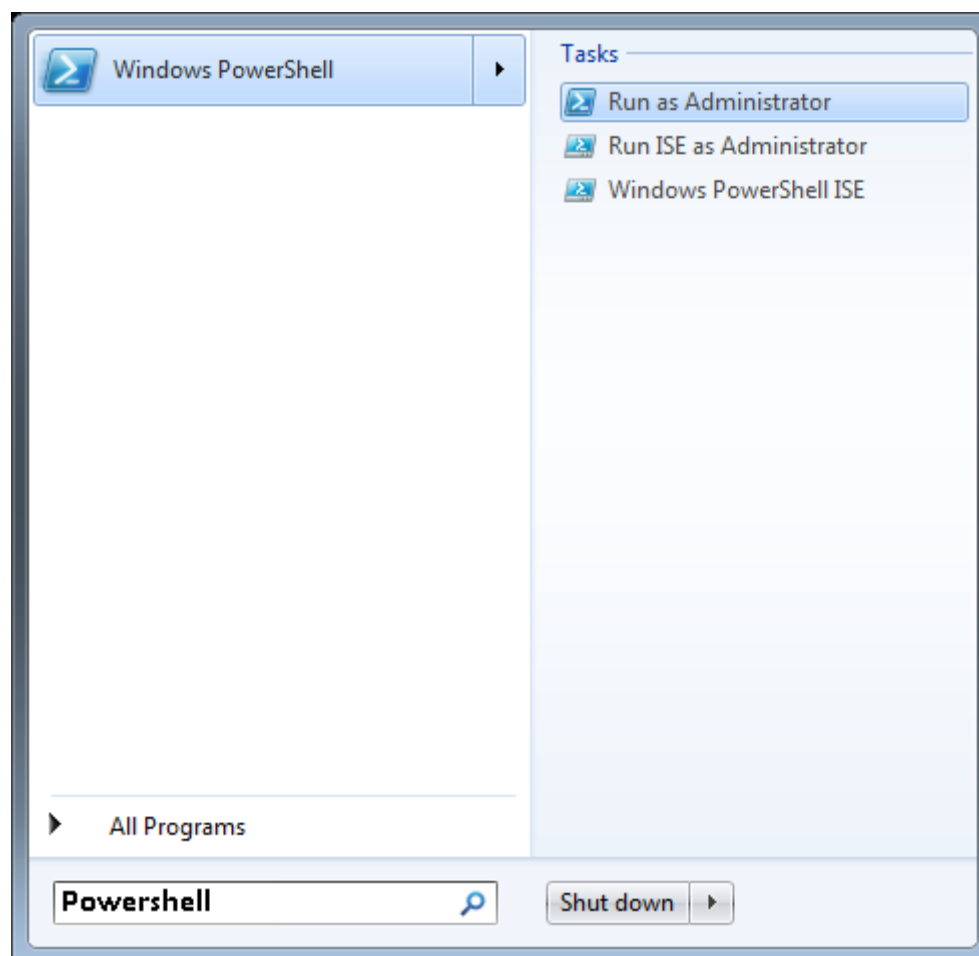 Windows PowerShell
Tasks
Run as Administrator
Run ISE as Administrator
Windows PowerShell ISE
All Programs
Powershell
Shut down